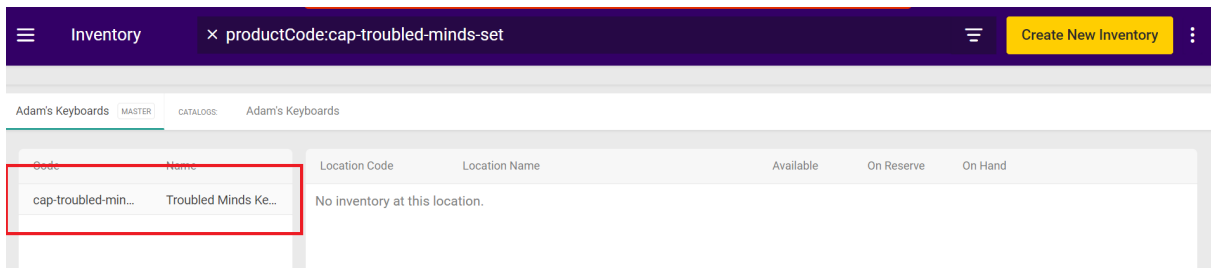 Inventory
× productCode:cap-troubled-minds-set
Create New Inventory
Adam's Keyboards MASTER CATALOGS: Adam's Keyboards
Code Name Location Code Location Name Available On Reserve On Hand
cap-troubled-min... Troubled Minds Ke... No inventory at this location.